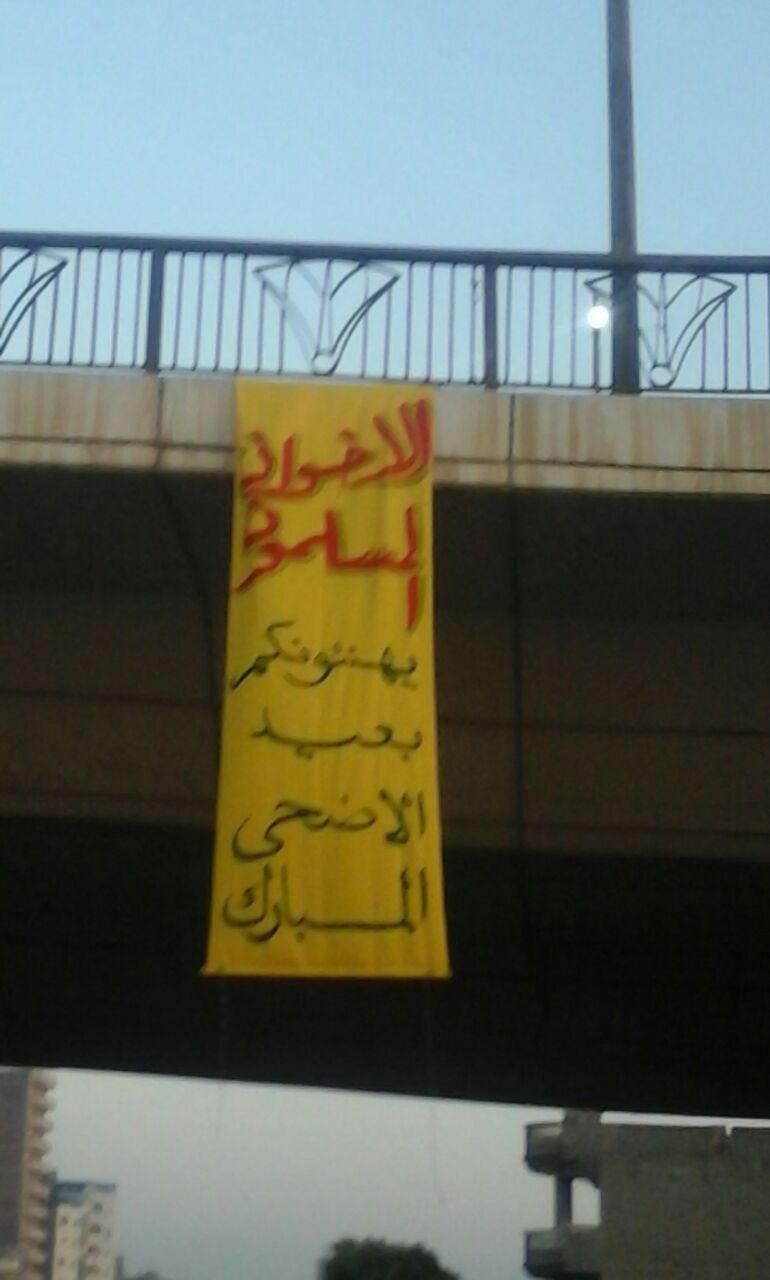 الاخوان
المسلمون
يهنئونكم
بعيد
الاضحى
المبارك